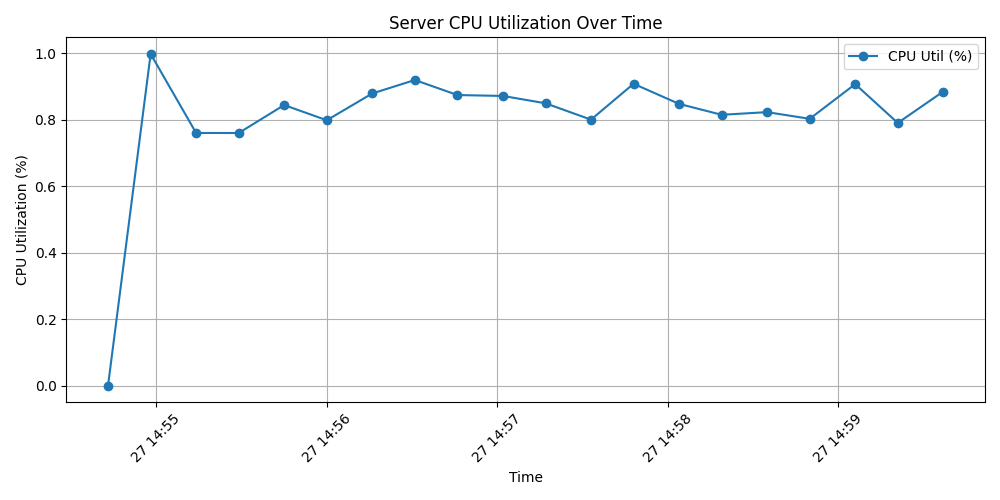 Server CPU Utilization Over Time
CPU Util (%)
CPU Utilization (%)
1.0
0.8
0.6
0.4
0.2
0.0
27 14:55
27 14:56
27 14:57
27 14:58
27 14:59
Time